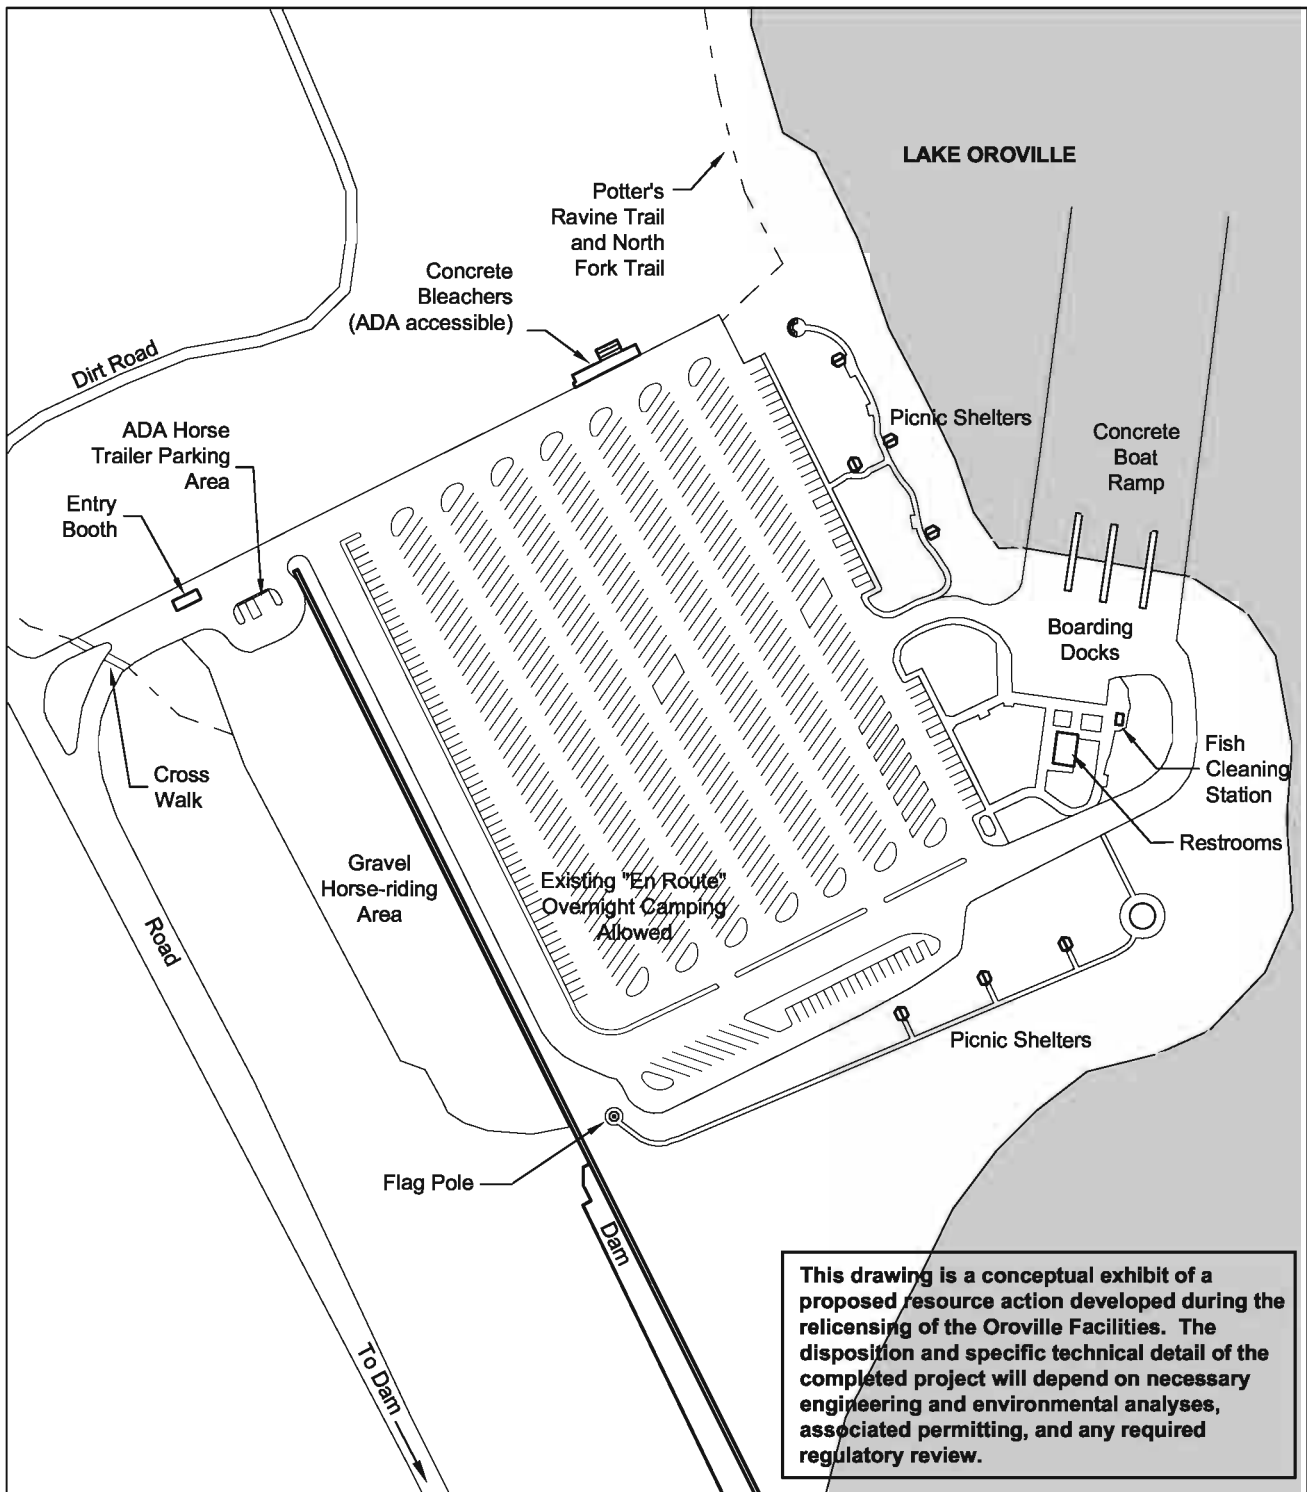 LAKE OROVILLE
Potter's
Ravine Trail
and North
Fork Trail
Concrete
Bleachers
(ADA accessible)
Dirt Road
ADA Horse
Trailer Parking
Area
Entry
Booth
Picnic Shelters
Concrete
Boat
Ramp
Boarding
Docks
Cross
Walk
Fish
Cleaning
Station
Restrooms
Gravel
Horse-riding
Area
Existing "En Route"
Overnight Camping
Allowed
Road
Picnic Shelters
Flag Pole
Dam
To Dam
This drawing is a conceptual exhibit of a
proposed resource action developed during the
relicensing of the Oroville Facilities. The
disposition and specific technical detail of the
completed project will depend on necessary
engineering and environmental analyses,
associated permitting, and any required
regulatory review.